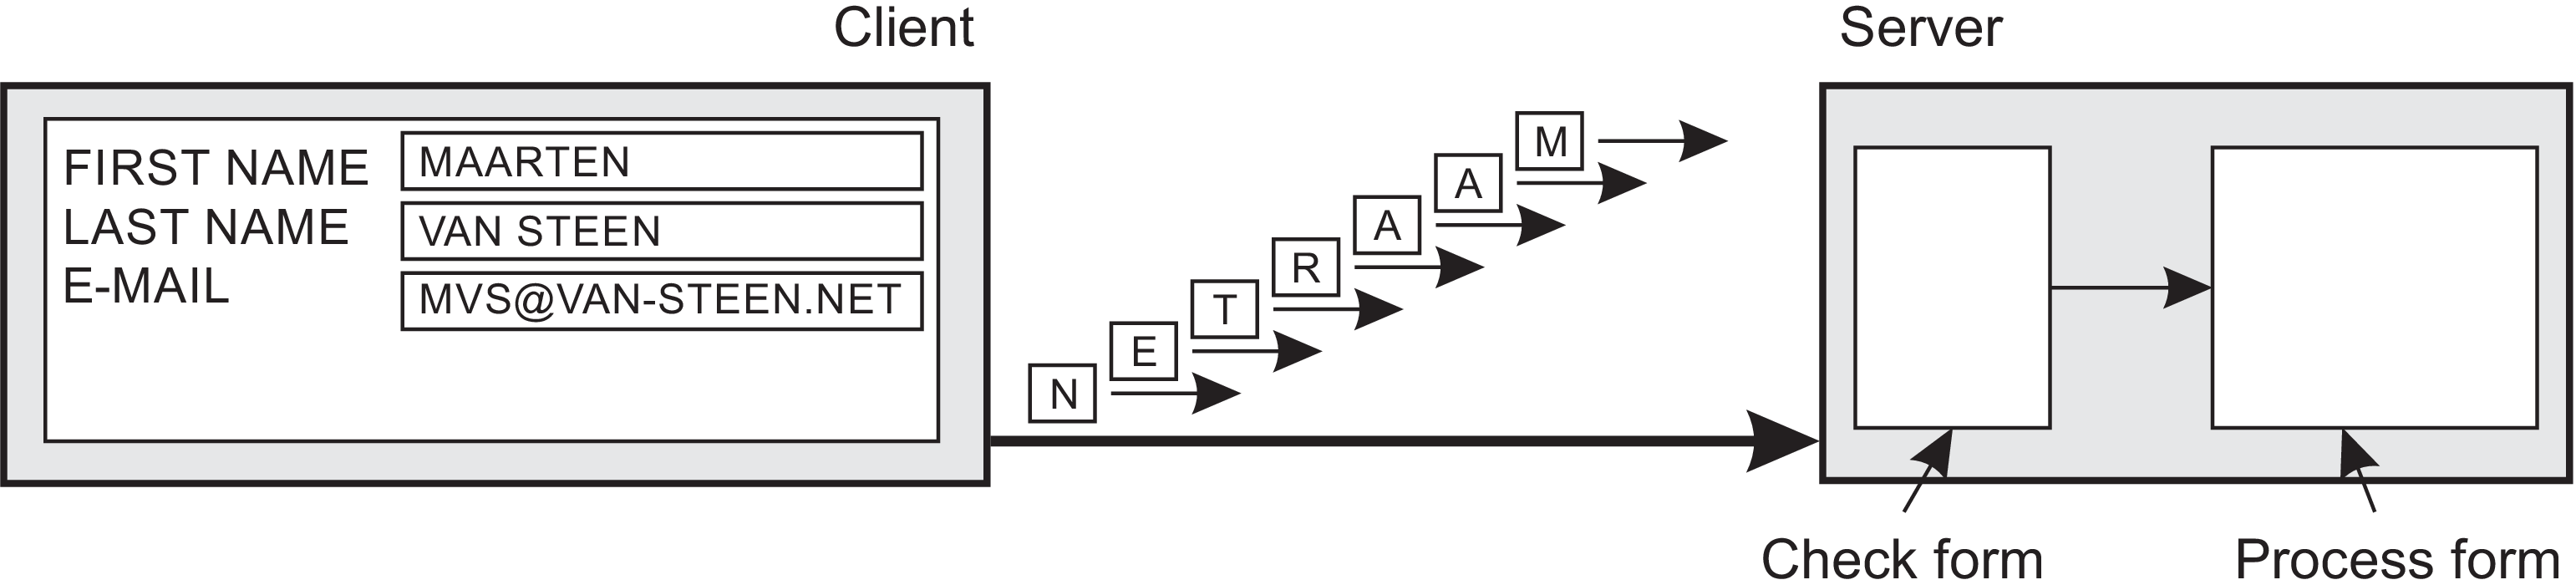 Client
Server
FIRST NAME
MAARTEN
LAST NAME
VAN STEEN
E-MAIL
MVS@VAN-STEEN.NET
M
A
A
R
T
E
N
Check form
Process form